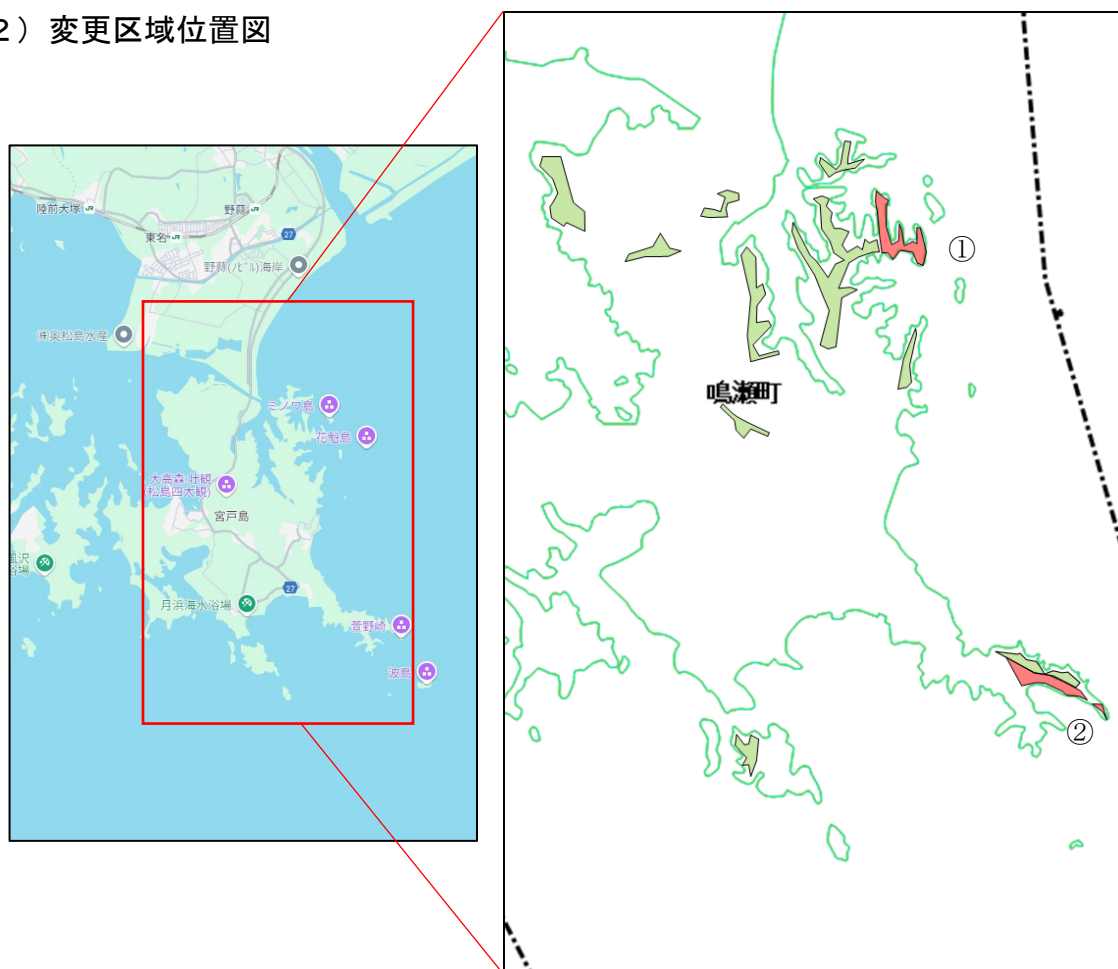 ２）変更区域位置図
陸前大塚
野蒜
東名
27
野蒜(ノビル)海岸
㈱奥松島水産
ミノワ島
花魁島
大高森 壮観
(松島四大観)
宮戸島
27
月浜海水浴場
萱野崎
波島
①
鳴瀬町
②